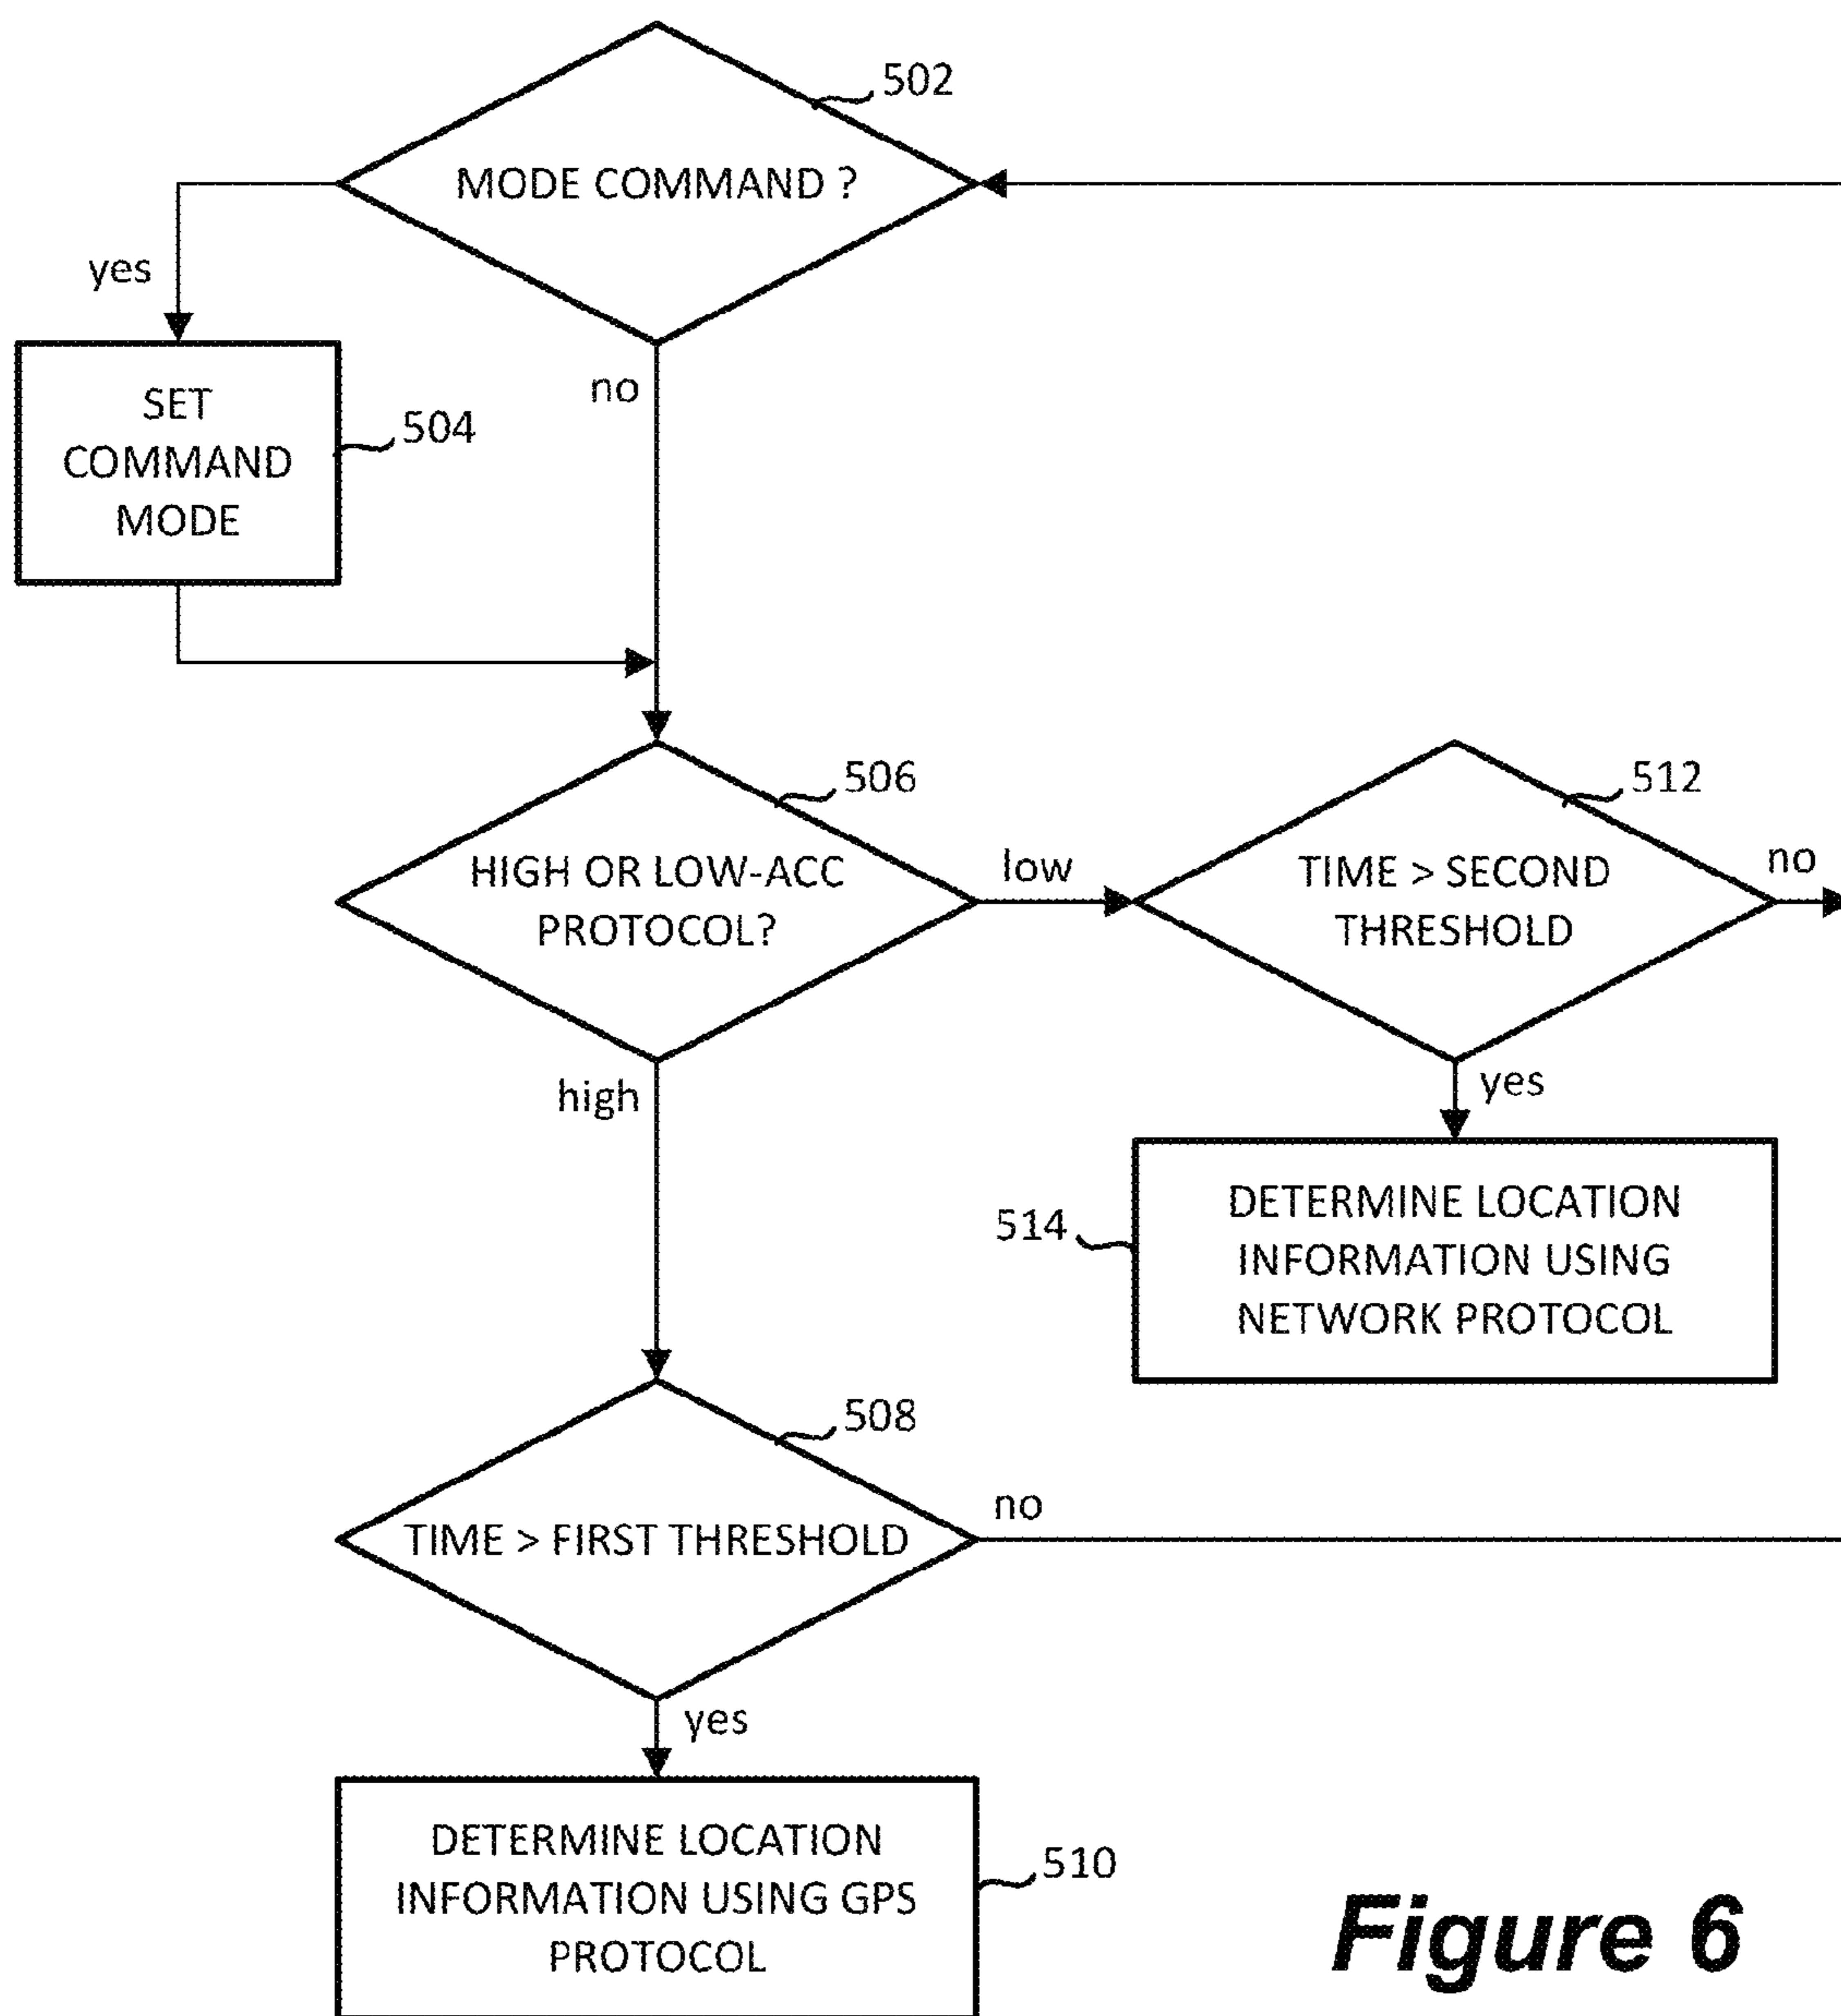 502
MODE COMMAND ?
yes
no
SET
COMMAND
MODE
504
506
HIGH OR LOW-ACC
PROTOCOL?
low
high
512
TIME > SECOND
THRESHOLD
no
yes
514
DETERMINE LOCATION
INFORMATION USING
NETWORK PROTOCOL
508
TIME > FIRST THRESHOLD
no
yes
DETERMINE LOCATION
INFORMATION USING GPS
PROTOCOL
510
Figure 6